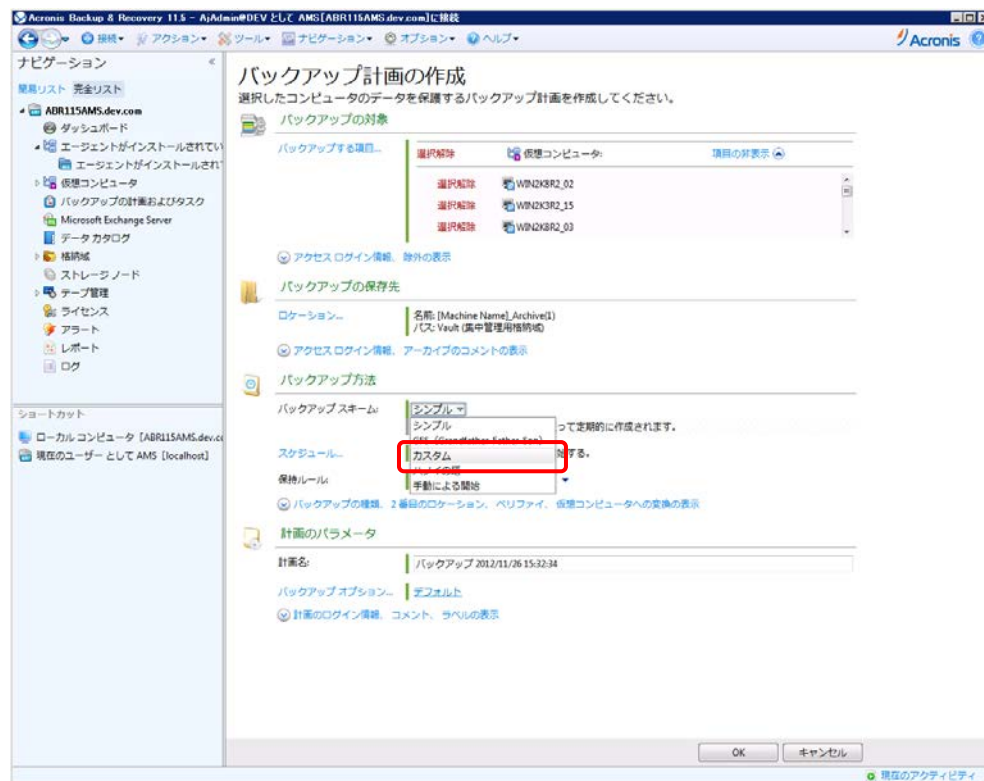 Acronis Backup & Recovery 11.5 - AjAdmin@DEV として AMS[ABR115AMS.dev.com]に接続
接続 アクション ツール ナビゲーション オプション ヘルプ Acronis
ナビゲーション
簡易リスト 完全リスト
ABR115AMS.dev.com
ダッシュボード
エージェントがインストールされてい
エージェントがインストールされ
仮想コンピュータ
バックアップの計画およびタスク
Microsoft Exchange Server
データ カタログ
格納域
ストレージ ノード
テープ管理
ライセンス
アラート
レポート
ログ
ショートカット
ローカル コンピュータ [ABR115AMS.dev.c
現在のユーザー として AMS [localhost]
バックアップ計画の作成
選択したコンピュータのデータを保護するバックアップ計画を作成してください。
バックアップの対象
バックアップする項目... 選択解除 仮想コンピュータ: 項目の非表示
選択解除 WIN2K8R2_02
選択解除 WIN2K3R2_15
選択解除 WIN2K8R2_03
アクセス ログイン情報、除外の表示
バックアップの保存先
ロケーション... 名前: [Machine Name]_Archive(1)
パス: Vault (集中管理用格納域)
アクセス ログイン情報、アーカイブのコメントの表示
バックアップ方法
バックアップ スキーム: シンプル
シンプル って定期的に作成されます。
GFS (Grandfather-Father-Son)
スケジュール... カスタム 始する。
ハノイの塔
保持ルール: 手動による開始
バックアップの種類、2 番目のロケーション、ベリファイ、仮想コンピュータへの変換の表示
計画のパラメータ
計画名: バックアップ 2012/11/26 15:32:34
バックアップ オプション... デフォルト
計画のログイン情報、コメント、ラベルの表示
OK キャンセル
現在のアクティビティ